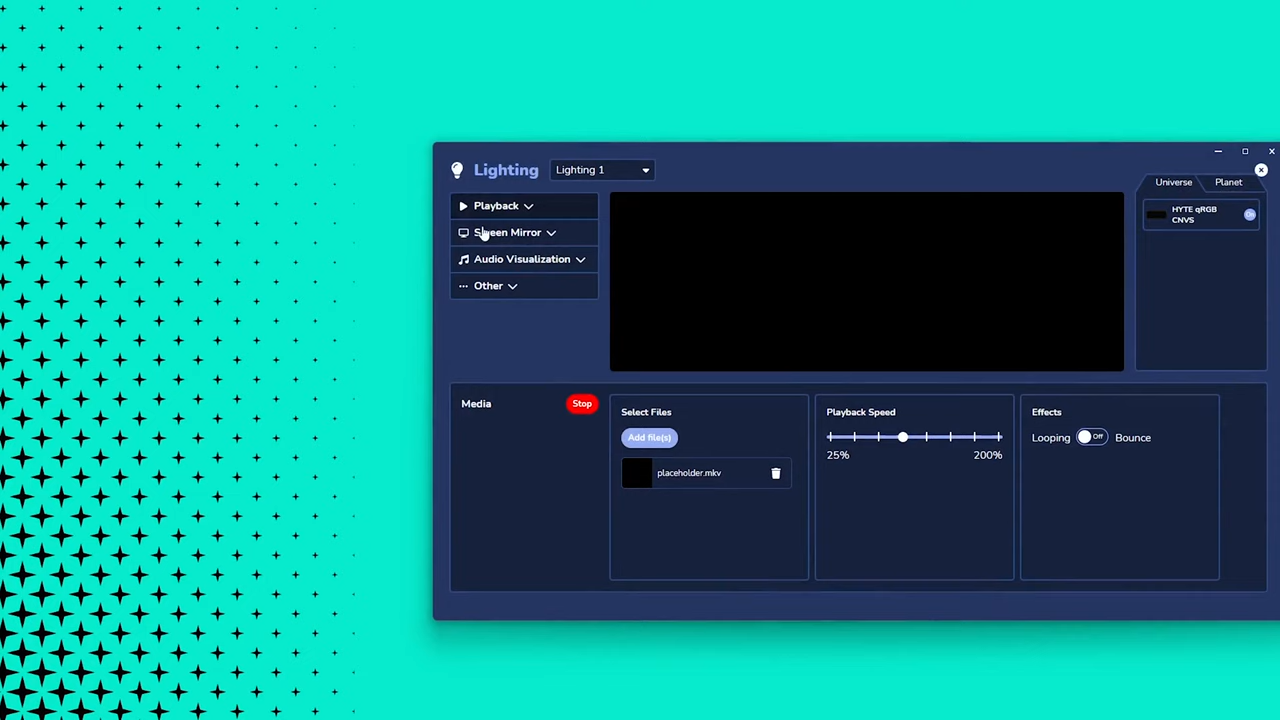 Lighting
Lighting 1
Universe
Planet
Playback
Screen Mirror
Audio Visualization
Other
HYTE qRGB
CNVS
On
Media
Stop
Select Files
Add file(s)
placeholder.mkv
Playback Speed
25%
200%
Effects
Looping
Off
Bounce